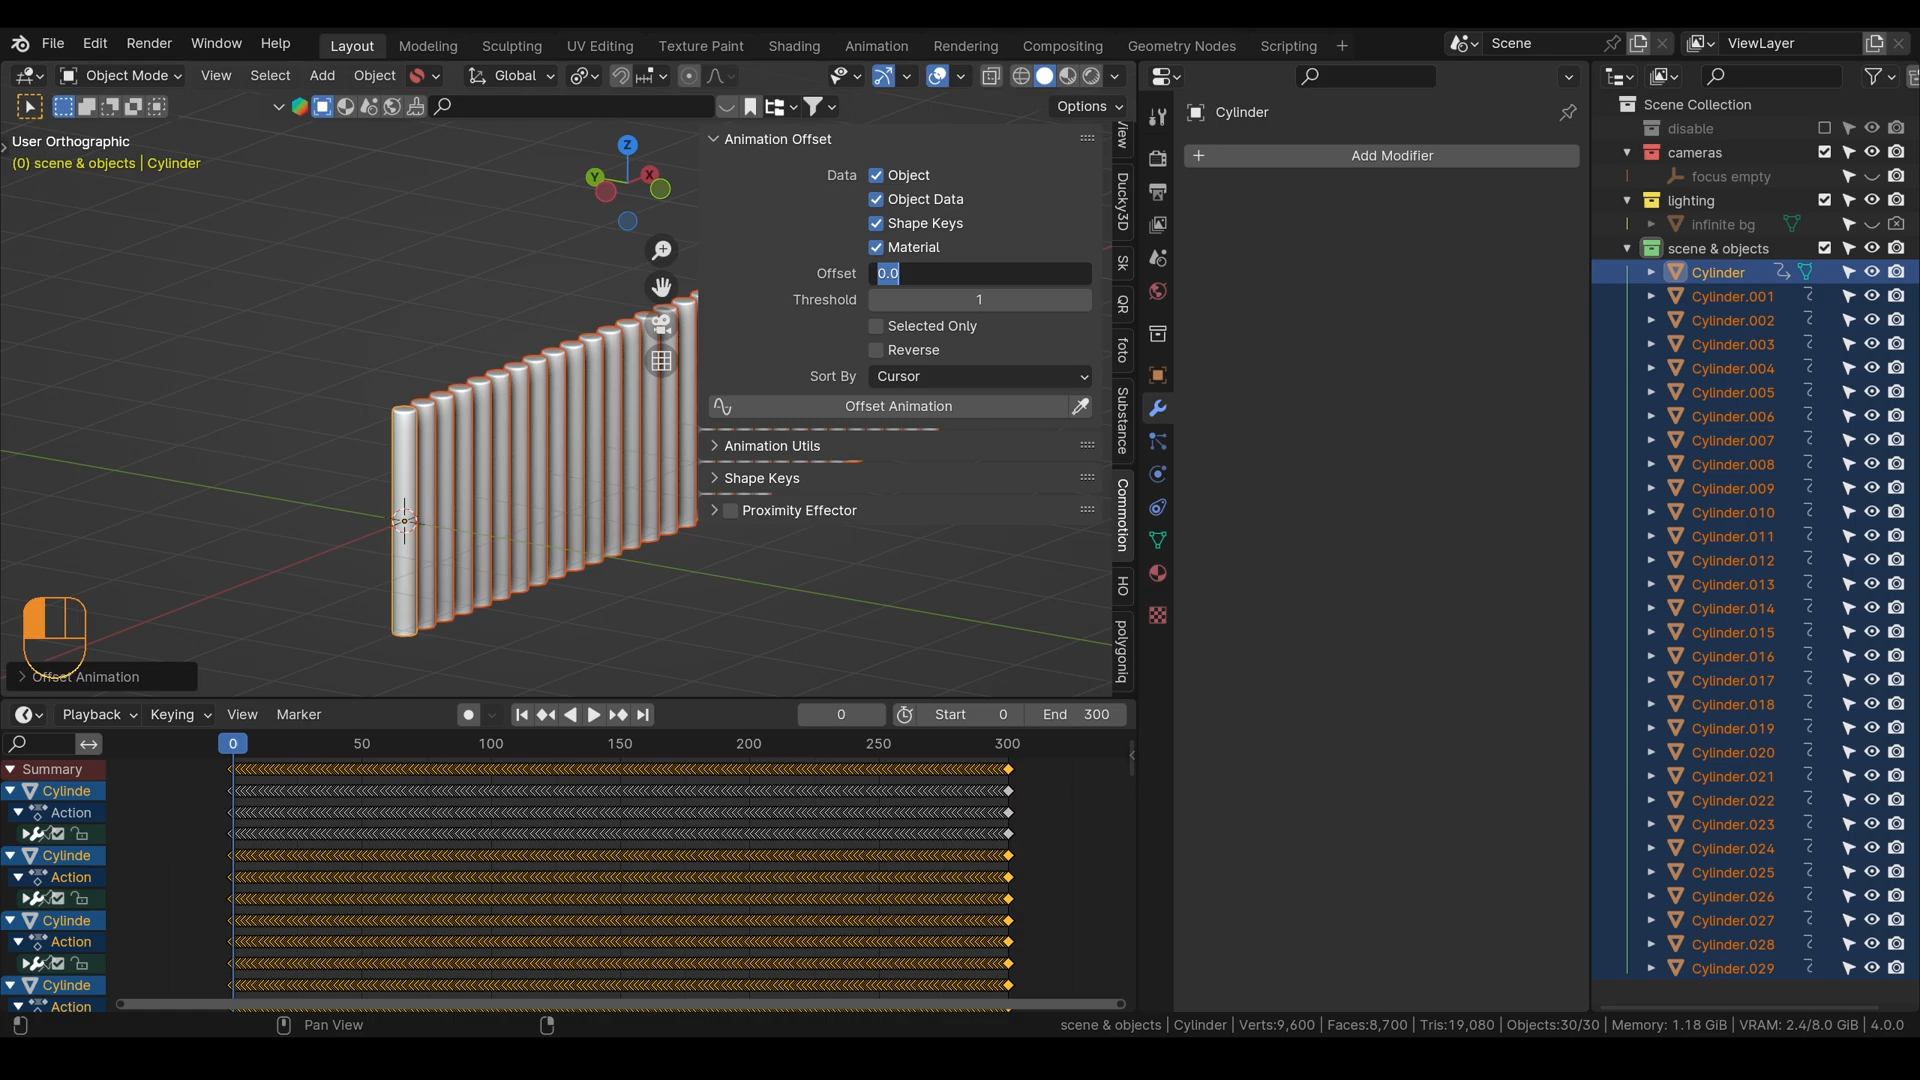 File Edit Render Window Help Layout Modeling Sculpting UV Editing Texture Paint Shading Animation Rendering Compositing Geometry Nodes Scripting + Scene ViewLayer
Object Mode View Select Add Object Global
Options
User Orthographic
(0) scene & objects | Cylinder
Z
Y
X
Animation Offset
Data Object
Object Data
Shape Keys
Material
Offset 0.0
Threshold 1
Selected Only
Reverse
Sort By Cursor
Offset Animation
Animation Utils
Shape Keys
Proximity Effector
View
Ducky3D
Sk
QR
foto
Substance
Commotion
HO
polygoniq
Offset Animation
Cylinder
Add Modifier
Scene Collection
disable
cameras
focus empty
lighting
infinite bg
scene & objects
Cylinder
Cylinder.001
Cylinder.002
Cylinder.003
Cylinder.004
Cylinder.005
Cylinder.006
Cylinder.007
Cylinder.008
Cylinder.009
Cylinder.010
Cylinder.011
Cylinder.012
Cylinder.013
Cylinder.014
Cylinder.015
Cylinder.016
Cylinder.017
Cylinder.018
Cylinder.019
Cylinder.020
Cylinder.021
Cylinder.022
Cylinder.023
Cylinder.024
Cylinder.025
Cylinder.026
Cylinder.027
Cylinder.028
Cylinder.029
Playback Keying View Marker 0 Start 0 End 300
0 50 100 150 200 250 300
Summary
Cylinde
Action
Cylinde
Action
Cylinde
Action
Cylinde
Action
Pan View
scene & objects | Cylinder | Verts:9,600 | Faces:8,700 | Tris:19,080 | Objects:30/30 | Memory: 1.18 GiB | VRAM: 2.4/8.0 GiB | 4.0.0